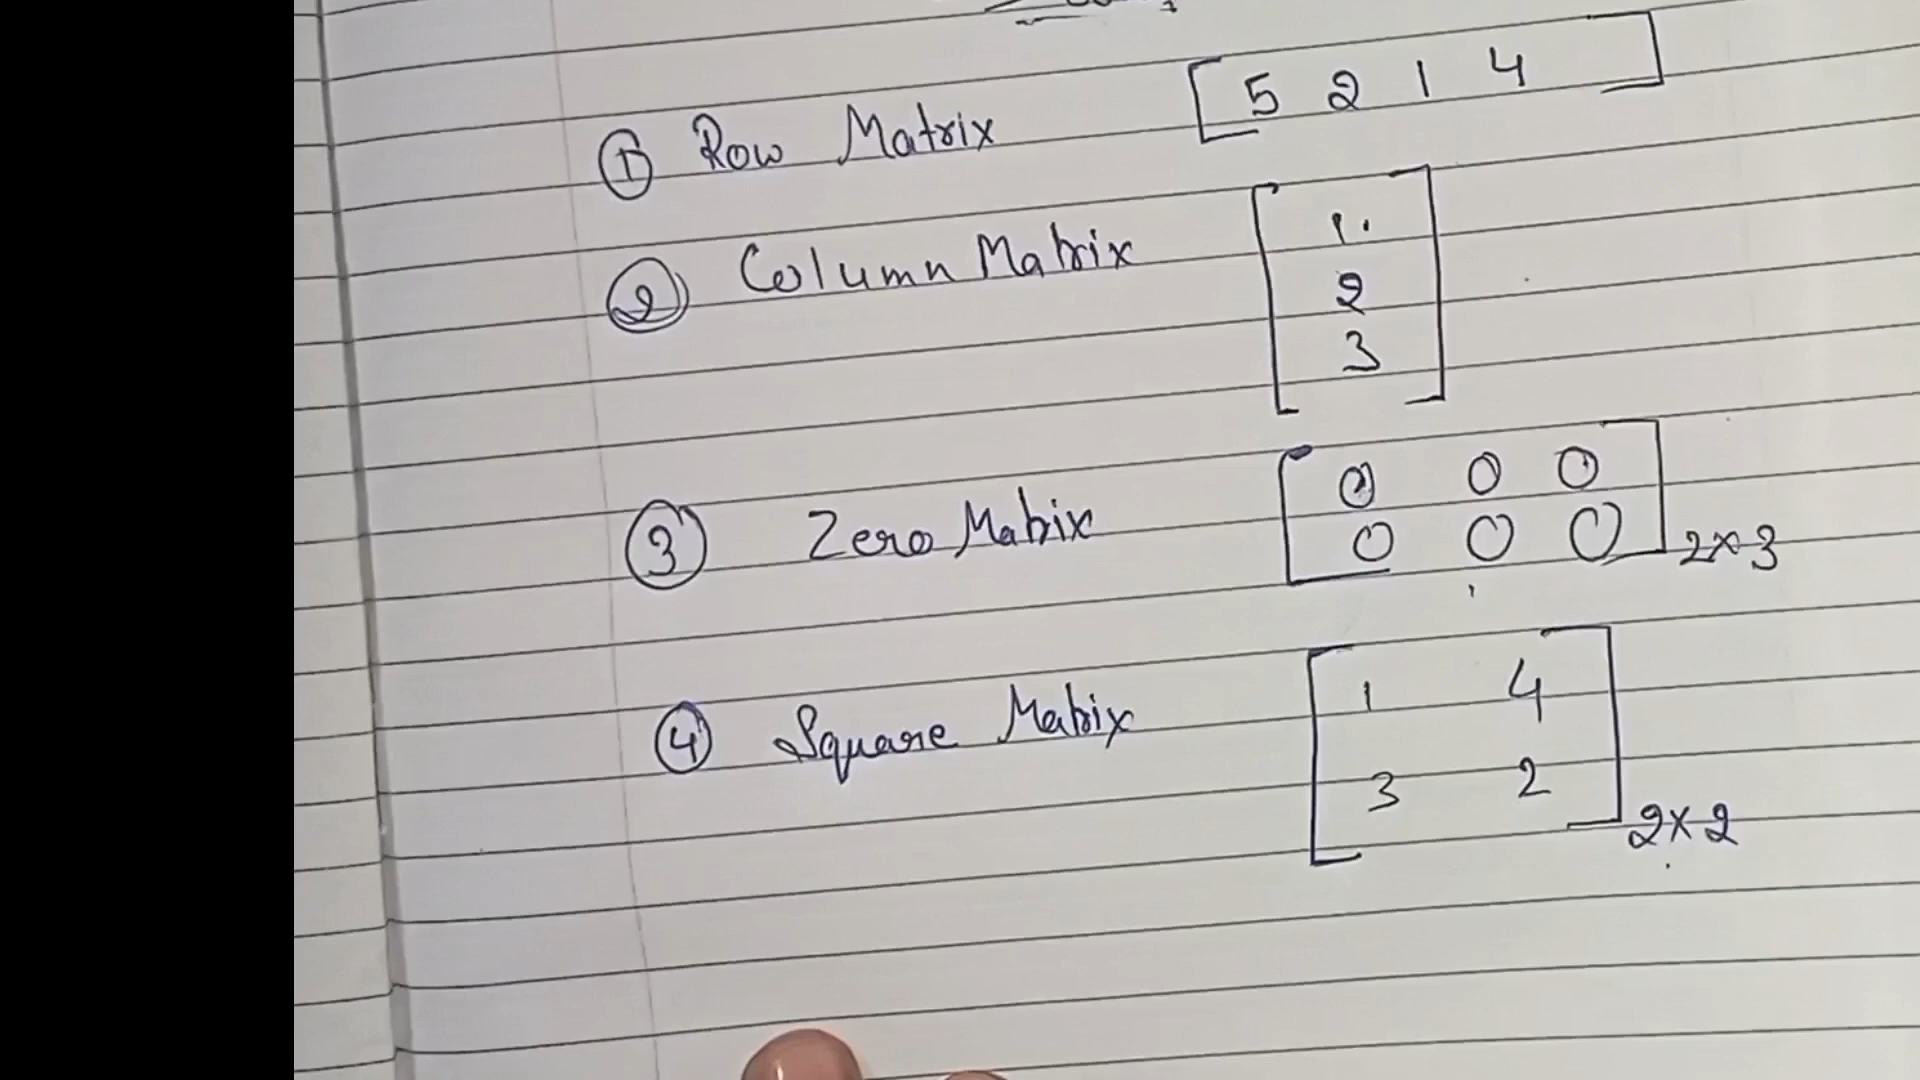 ① Row Matrix [ 5 2 1 4 ]
② Column Matrix [ 1
2
3 ]
③ Zero Matrix [ 0 0 0
0 0 0 ] 2×3
④ Square Matrix [ 1 4
3 2 ] 2×2